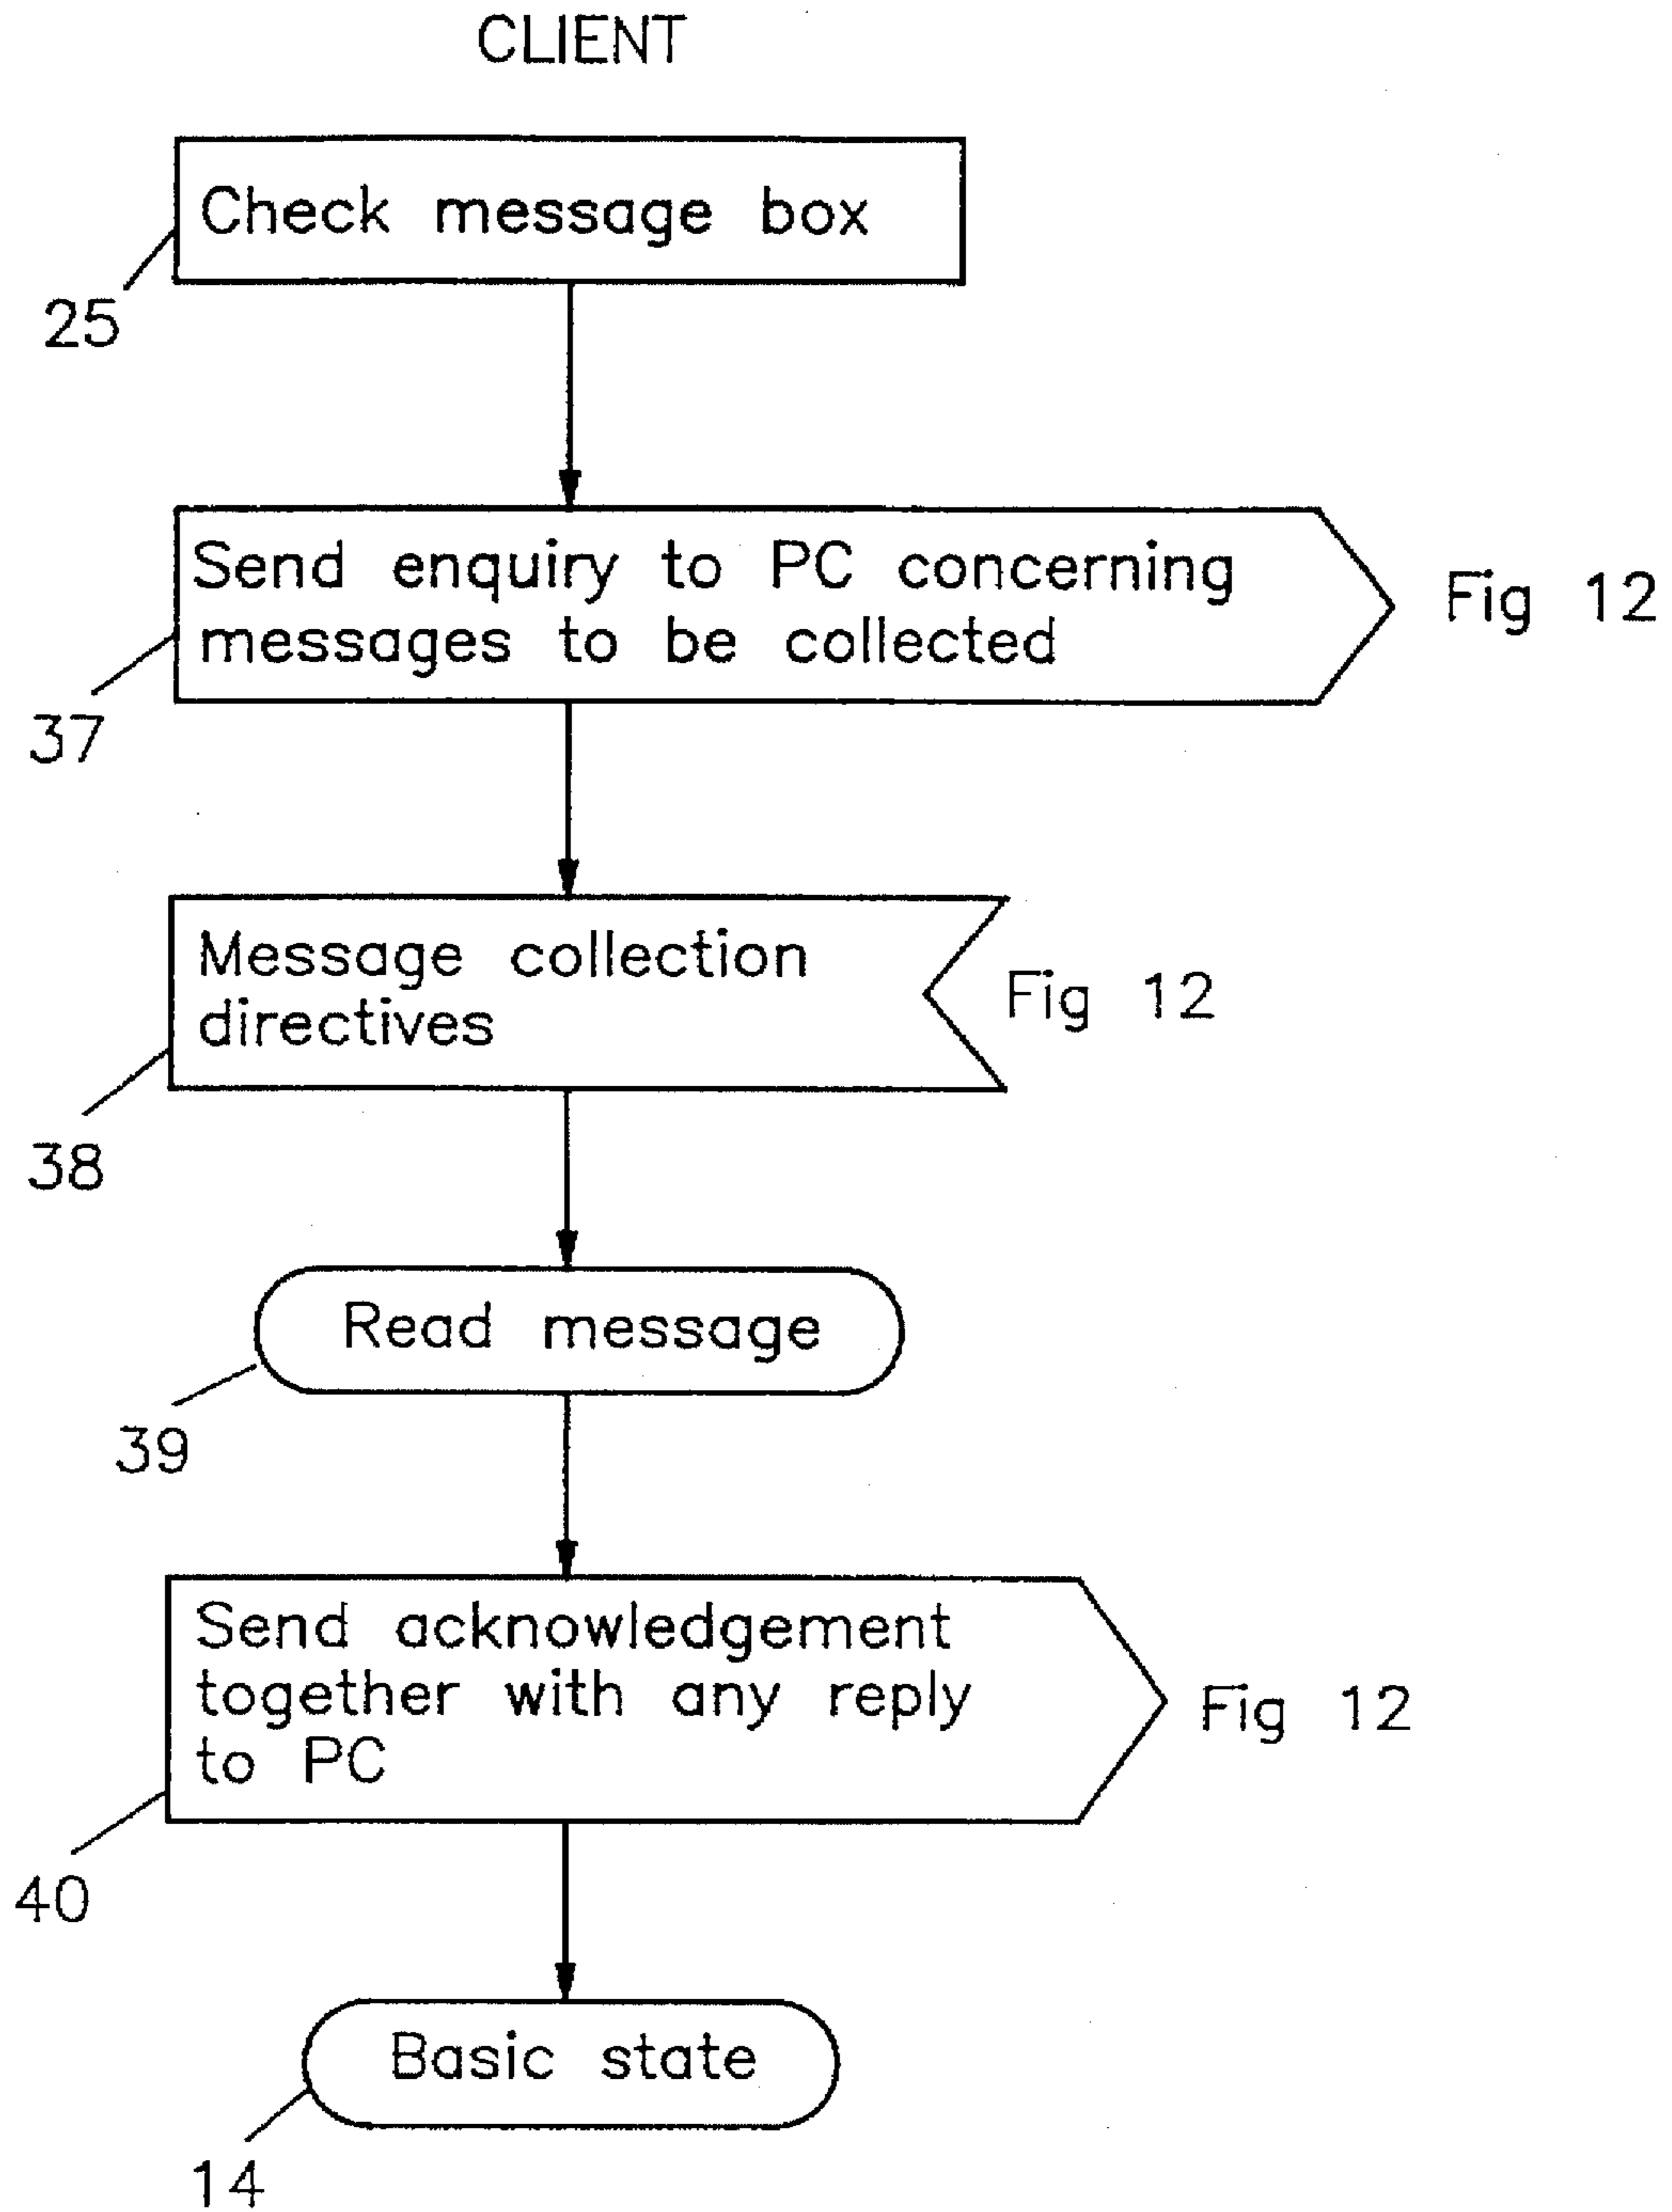 CLIENT
Check message box
25
Send enquiry to PC concerning
messages to be collected
Fig 12
37
Message collection
directives
Fig 12
38
Read message
39
Send acknowledgement
together with any reply
to PC
Fig 12
40
Basic state
14